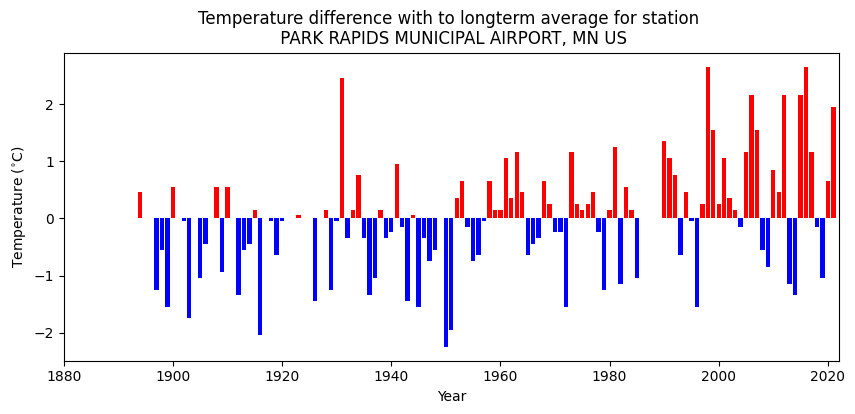 Temperature difference with to longterm average for station
PARK RAPIDS MUNICIPAL AIRPORT, MN US
Temperature (°C)
2
1
0
−1
−2
1880 1900 1920 1940 1960 1980 2000 2020
Year